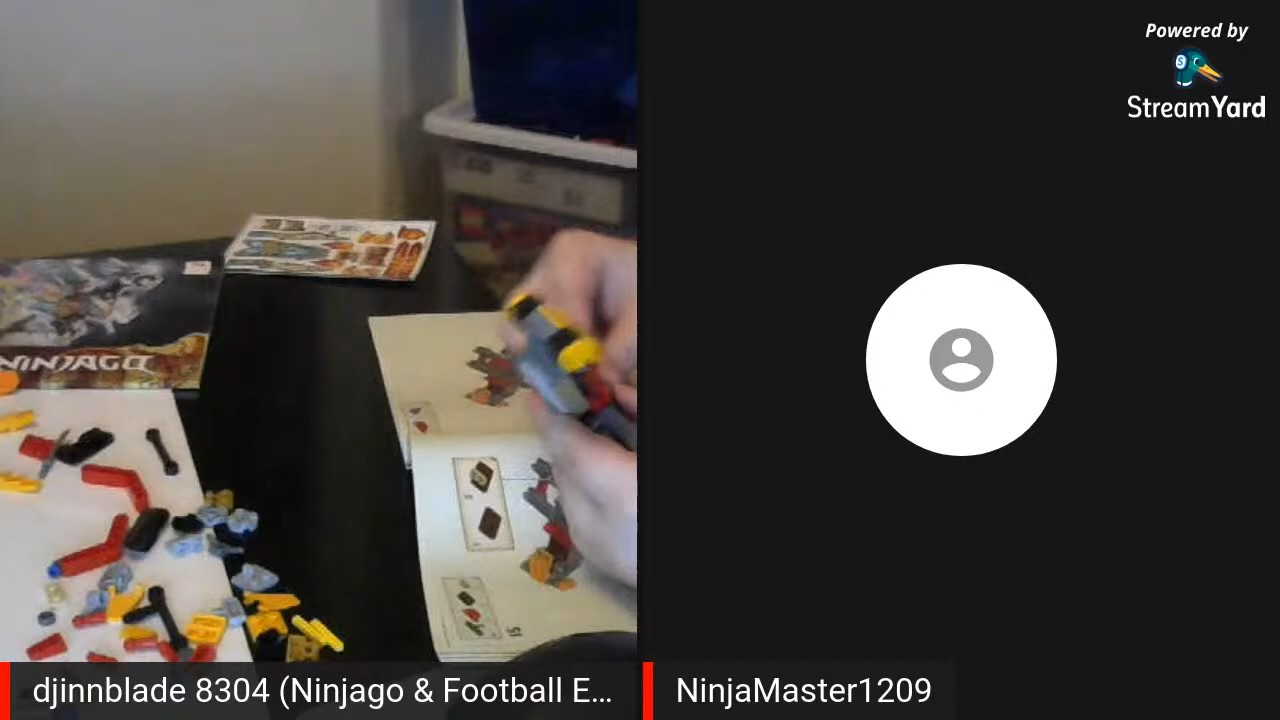 Powered by
StreamYard
NINJAGO
djinnblade 8304 (Ninjago & Football E...
NinjaMaster1209